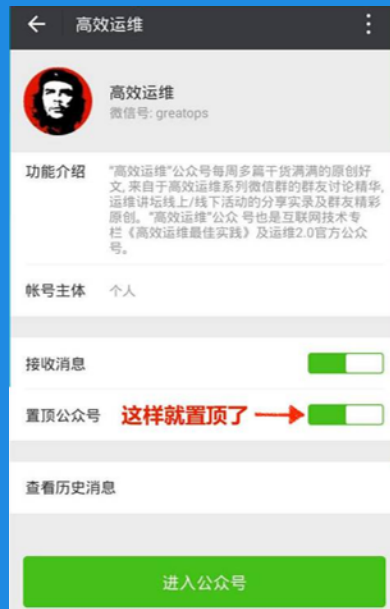 高效运维
高效运维
微信号: greatops
功能介绍
"高效运维"公众号每周多篇干货满满的原创好
文, 来自于高效运维系列微信群的群友讨论精华,
运维讲坛线上/线下活动的分享实录及群友精彩
原创。"高效运维"公众 号也是互联网技术专
栏《高效运维最佳实践》及运维2.0官方公众
号。
帐号主体 个人
接收消息
置顶公众号 这样就置顶了
查看历史消息
进入公众号